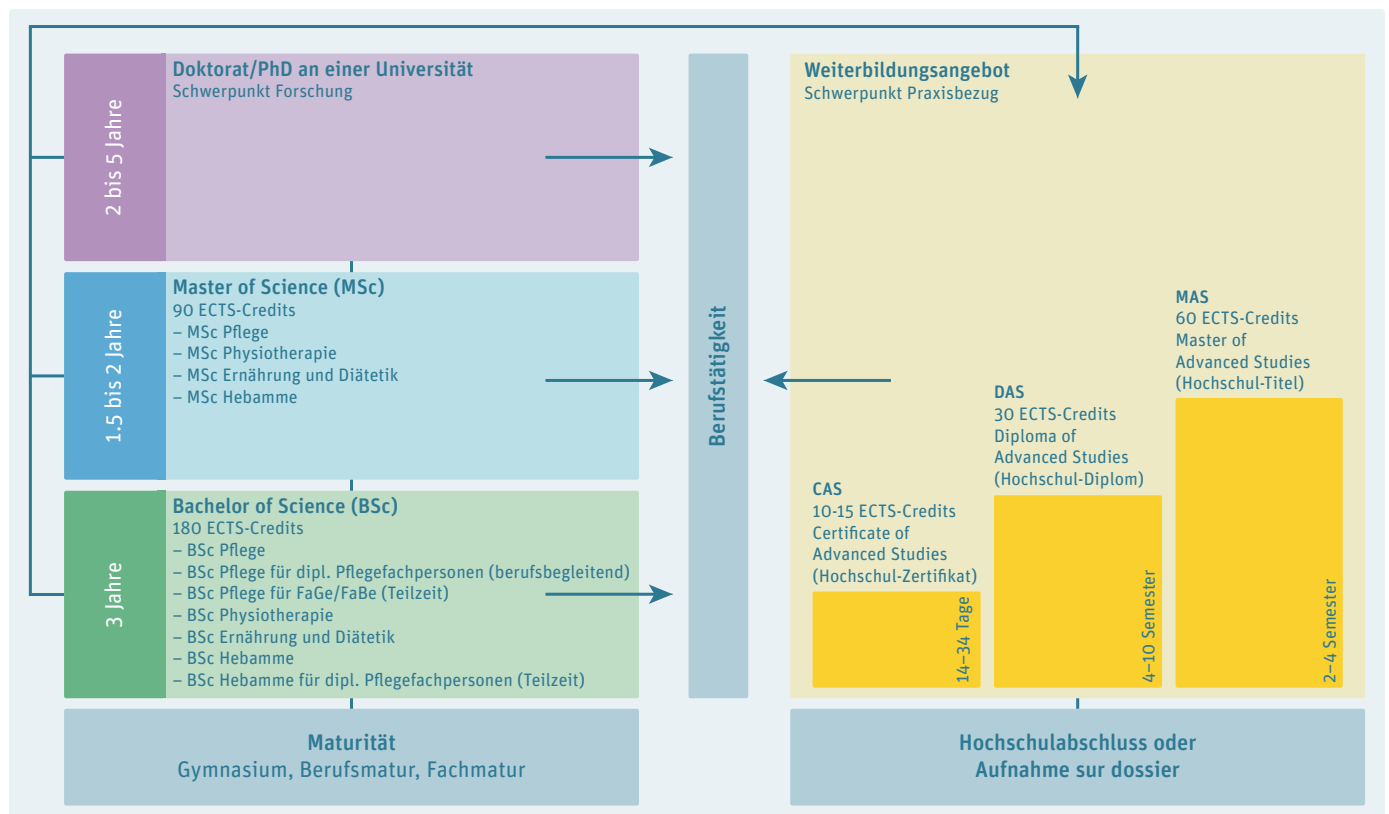 Doktorat/PhD an einer Universität
Schwerpunkt Forschung
2 bis 5 Jahre
Master of Science (MSc)
90 ECTS-Credits
– MSc Pflege
– MSc Physiotherapie
– MSc Ernährung und Diätetik
– MSc Hebamme
1.5 bis 2 Jahre
Bachelor of Science (BSc)
180 ECTS-Credits
– BSc Pflege
– BSc Pflege für dipl. Pflegefachpersonen (berufsbegleitend)
– BSc Pflege für FaGe/FaBe (Teilzeit)
– BSc Physiotherapie
– BSc Ernährung und Diätetik
– BSc Hebamme
– BSc Hebamme für dipl. Pflegefachpersonen (Teilzeit)
3 Jahre
Maturität
Gymnasium, Berufsmatur, Fachmatur
Berufstätigkeit
Weiterbildungsangebot
Schwerpunkt Praxisbezug
CAS
10-15 ECTS-Credits
Certificate of
Advanced Studies
(Hochschul-Zertifikat)
14–34 Tage
DAS
30 ECTS-Credits
Diploma of
Advanced Studies
(Hochschul-Diplom)
4–10 Semester
MAS
60 ECTS-Credits
Master of
Advanced Studies
(Hochschul-Titel)
2–4 Semester
Hochschulabschluss oder
Aufnahme sur dossier